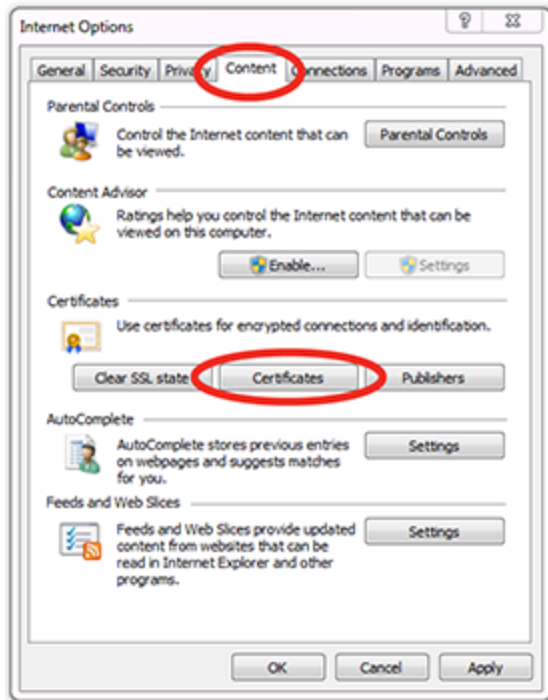 Internet Options
General Security Privacy Content Connections Programs Advanced
Parental Controls
Control the Internet content that can
be viewed.
Parental Controls
Content Advisor
Ratings help you control the Internet content that can be
viewed on this computer.
Enable... Settings
Certificates
Use certificates for encrypted connections and identification.
Clear SSL state Certificates Publishers
AutoComplete
AutoComplete stores previous entries
on webpages and suggests matches
for you.
Settings
Feeds and Web Slices
Feeds and Web Slices provide updated
content from websites that can be
read in Internet Explorer and other
programs.
Settings
OK Cancel Apply